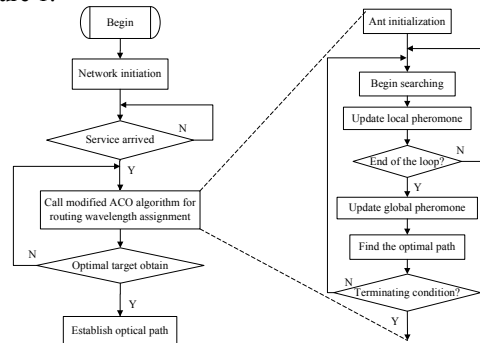 Begin
Network initiation
Service arrived
N
Y
Call modified ACO algorithm for
routing wavelength assignment
N
Optimal target obtain
Y
Establish optical path
Ant initialization
Begin searching
Update local pheromone
End of the loop?
N
Y
Update global pheromone
Find the optimal path
N
Terminating condition?
Y